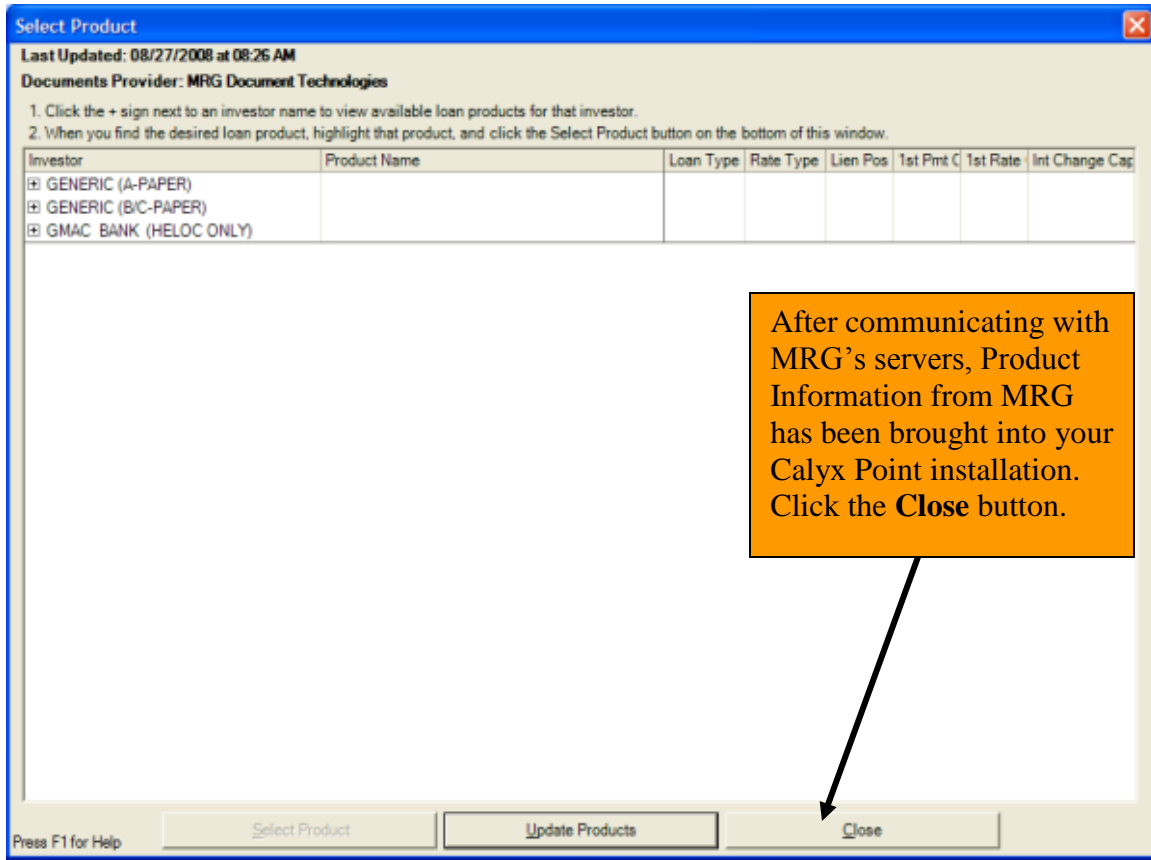 Select Product
Last Updated: 08/27/2008 at 08:26 AM
Documents Provider: MRG Document Technologies
1. Click the + sign next to an investor name to view available loan products for that investor.
2. When you find the desired loan product, highlight that product, and click the Select Product button on the bottom of this window.
Investor Product Name Loan Type Rate Type Lien Pos 1st Pmt C 1st Rate Int Change Cap
GENERIC (A-PAPER)
GENERIC (B/C-PAPER)
GMAC BANK (HELOC ONLY)
After communicating with
MRG’s servers, Product
Information from MRG
has been brought into your
Calyx Point installation.
Click the Close button.
Press F1 for Help
Select Product
Update Products
Close